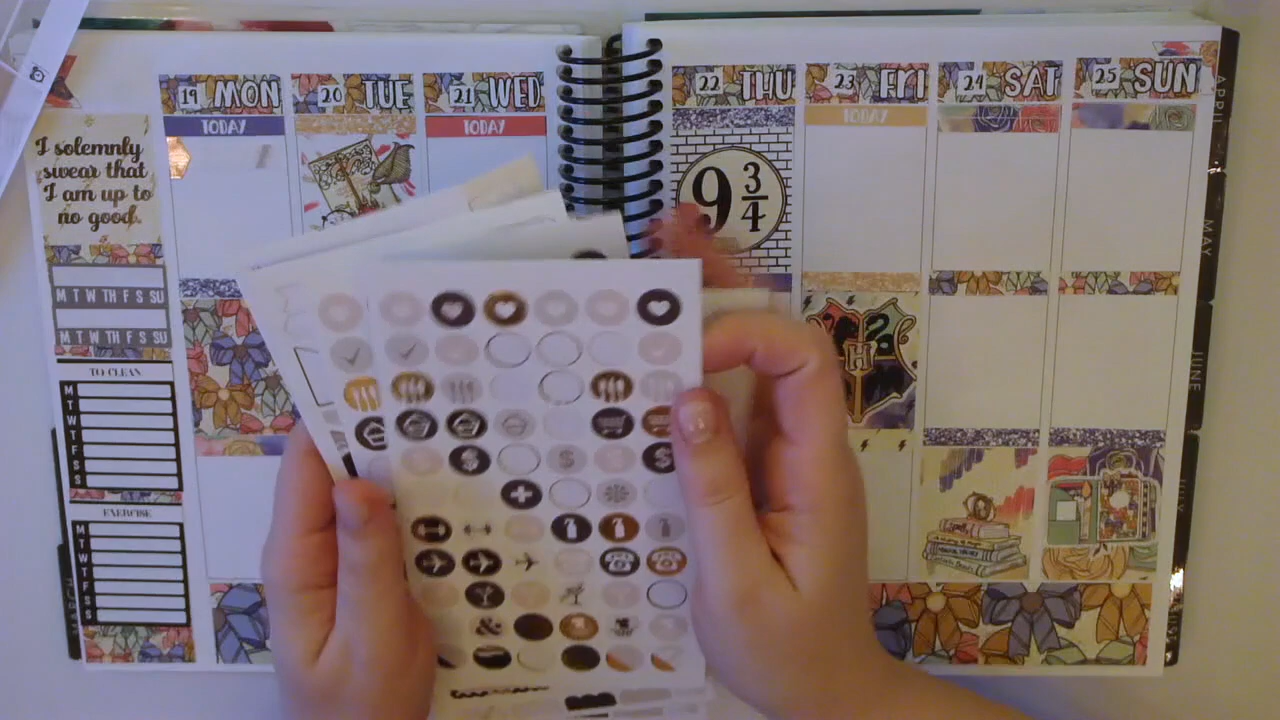 19 MON
20 TUE
21 WED
22 THU
23 FRI
24 SAT
25 SUN
TODAY
TODAY
TODAY
I solemnly
swear that
I am up to
no good.
9 3/4
M T W TH F S SU
M T W TH F S SU
TO CLEAN
M
T
W
T
F
S
S
EXERCISE
M
T
W
T
F
S
S
H
$
$
$
&
APRIL
MAY
JUNE
JULY